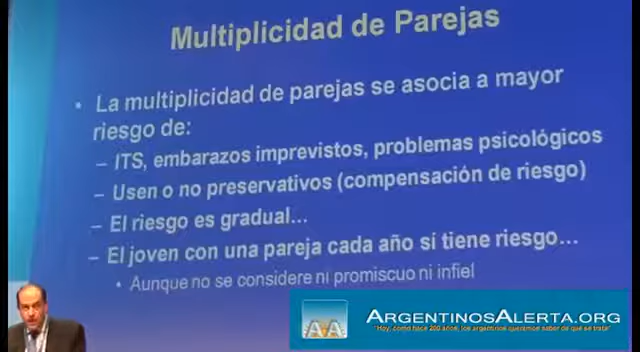 Multiplicidad de Parejas
• La multiplicidad de parejas se asocia a mayor
riesgo de:
– ITS, embarazos imprevistos, problemas psicológicos
– Usen o no preservativos (compensación de riesgo)
– El riesgo es gradual...
– El joven con una pareja cada año si tiene riesgo...
• Aunque no se considere ni promiscuo ni infiel
AA
ARGENTINOSALERTA.ORG
"Hoy, como hace 200 años, los argentinos queremos saber de qué se trata"